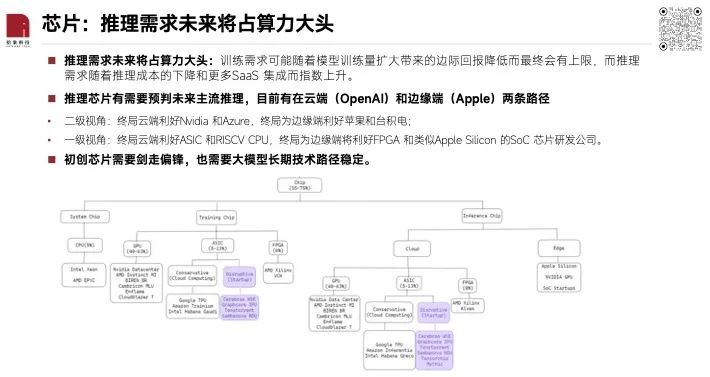 芯片：推理需求未来将占算力大头
拾象科技
推理需求未来将占算力大头：训练需求可能随着模型训练量扩大带来的边际回报降低而最终会有上限，而推理
需求随着推理成本的下降和更多SaaS 集成而指数上升。
推理芯片有需要预判未来主流推理，目前有在云端（OpenAI）和边缘端（Apple）两条路径
二级视角：终局云端利好Nvidia 和Azure，终局为边缘端利好苹果和台积电；
一级视角：终局云端利好ASIC 和RISCV CPU，终局为边缘端将利好FPGA 和类似Apple Silicon 的SoC 芯片研发公司。
初创芯片需要剑走偏锋，也需要大模型长期技术路径稳定。
Chip
System Chip
Training Chip
Inference Chip
CPU(5%)
Intel Xeon
AMD EPYC
GPU
(40-63%)
Nvidia Datacenter
AMD Instinct MI
BIREN BR
Cambricon MLU
Enflame
Cloudblazer T
ASIC
(5-13%)
Conservative
(Cloud Computing)
Google TPU
Amazon Trainium
Intel Habana Gaudi
Disruptive
(Startup)
Cerebras WSE
Graphcore IPU
Tenstorrent
Sambanova RDU
FPGA
(0%)
AMD Xilinx
VCK
Cloud
Edge
GPU
(40-63%)
Nvidia Data Center
AMD Instinct MI
BIREN BR
Cambricon MLU
Enflame
Cloudblazer T
ASIC
(5-13%)
Conservative
(Cloud Computing)
Google TPU
Amazon Inferentia
Intel Habana Greco
Disruptive
(Startup)
Cerebras WSE
Graphcore IPU
Tenstorrent
Sambanova RDU
Mythic
FPGA
(0%)
AMD Xilinx
Alveo
Apple Silicon
NVIDIA GPU
SoC Startups